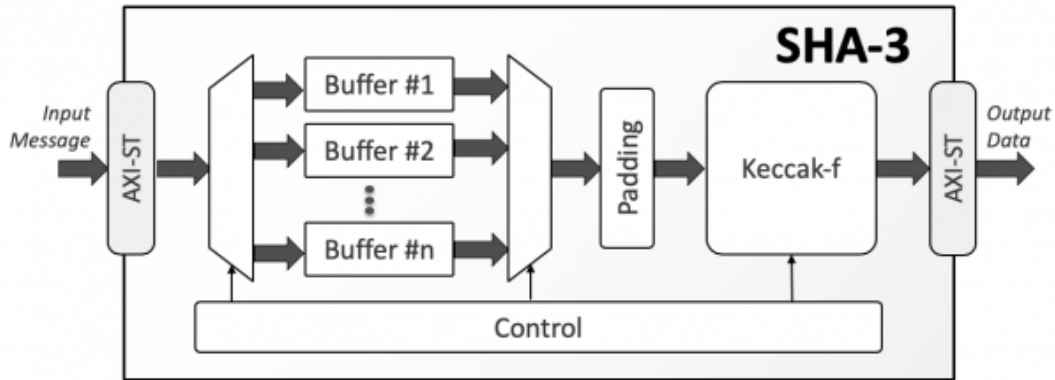 SHA-3
Input
Message
AXI-ST
Buffer #1
Buffer #2
Buffer #n
Padding
Keccak-f
AXI-ST
Output
Data
Control